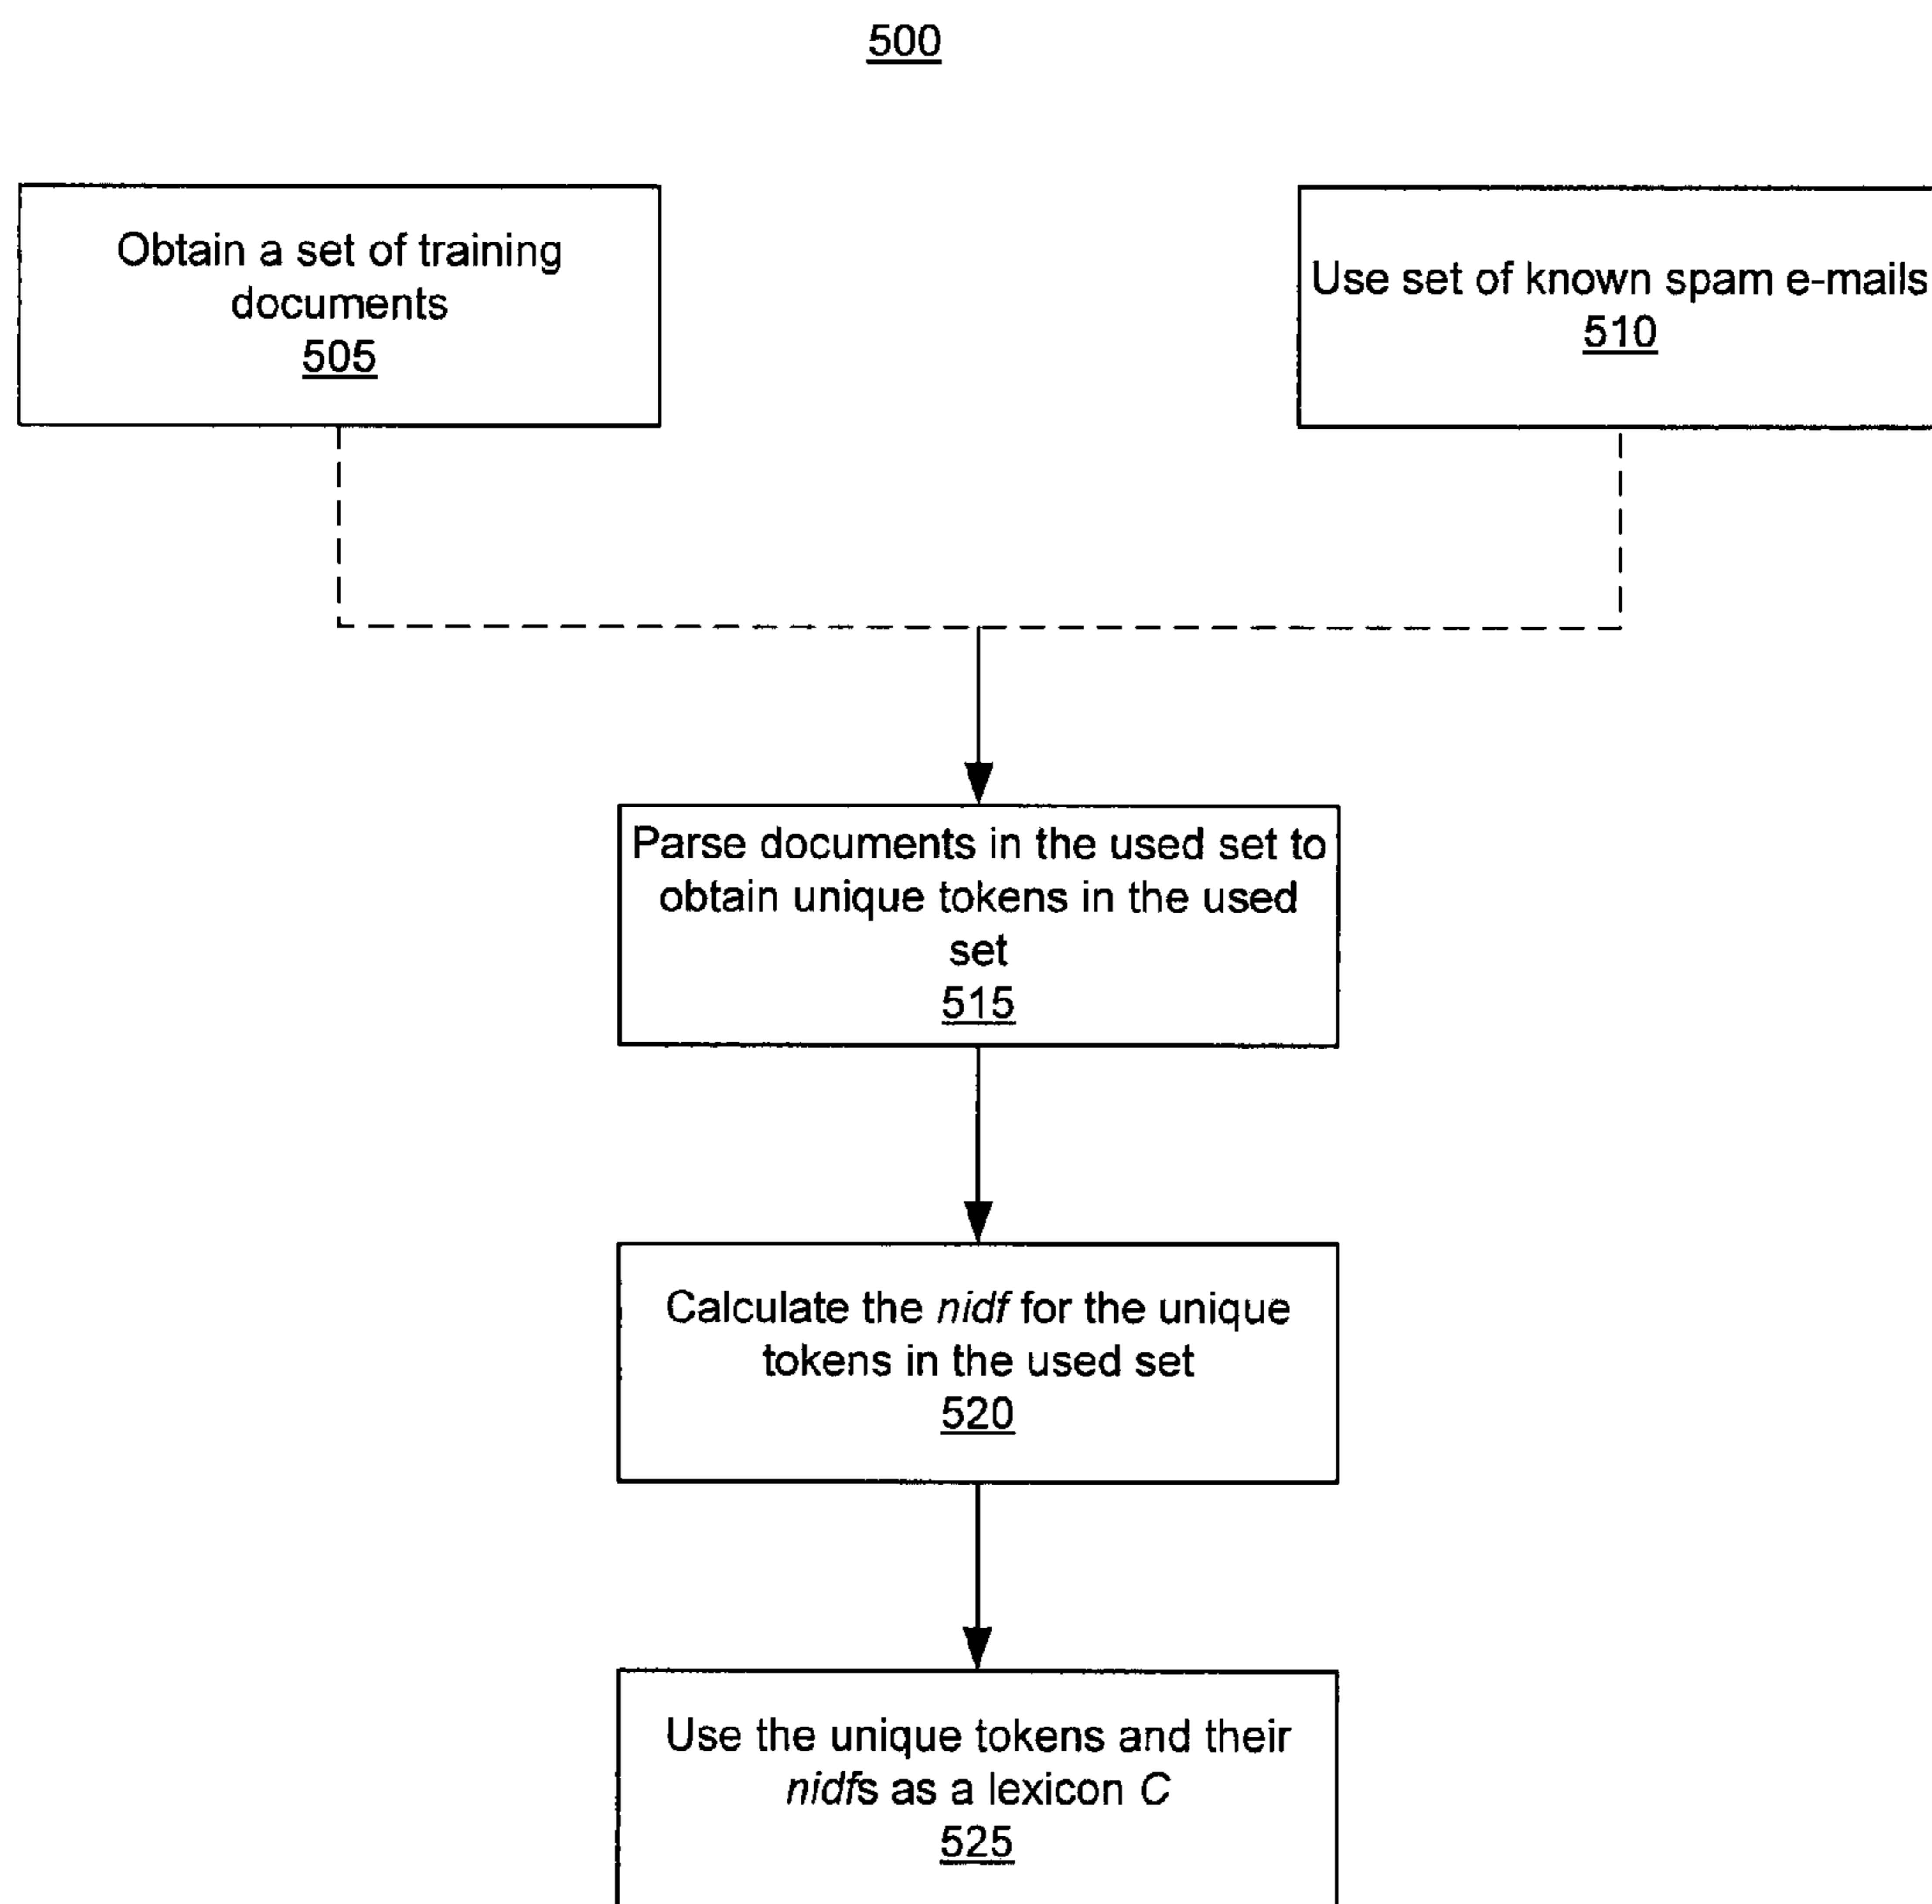 500
Obtain a set of training
documents
505
Use set of known spam e-mails
510
Parse documents in the used set to
obtain unique tokens in the used
set
515
Calculate the nidf for the unique
tokens in the used set
520
Use the unique tokens and their
nidfs as a lexicon C
525